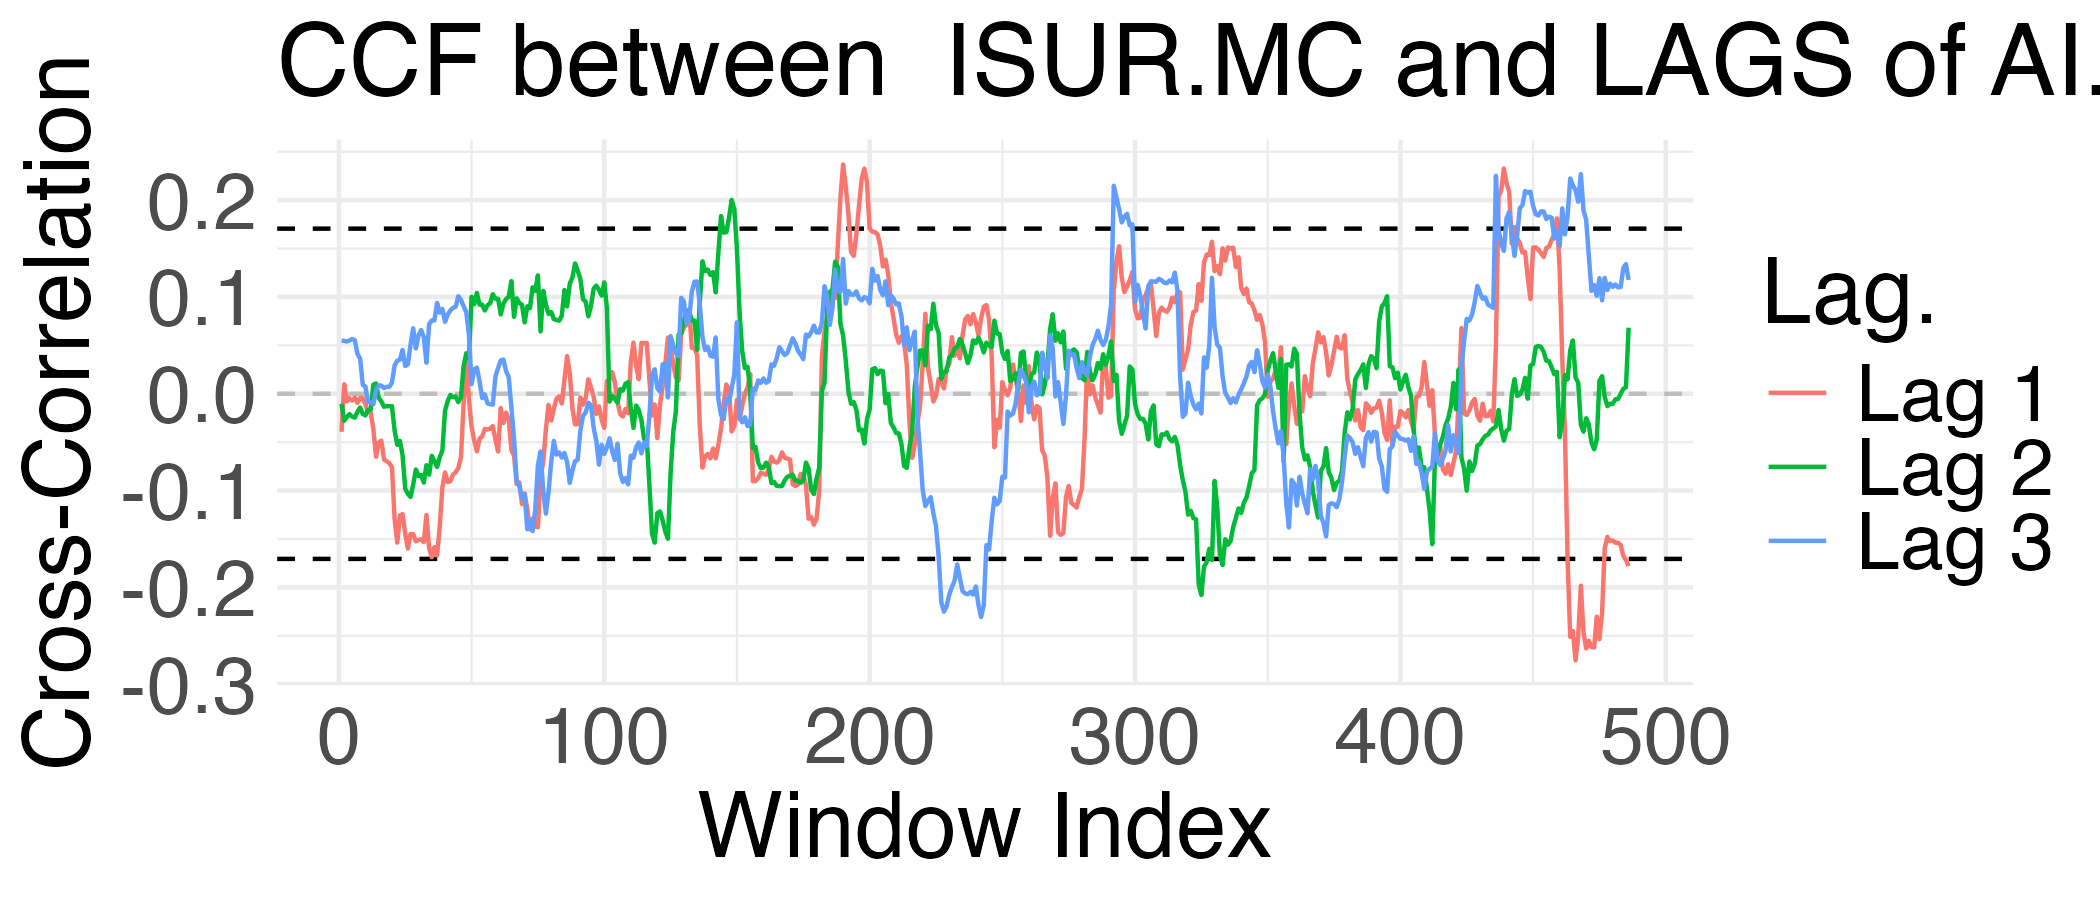 CCF between  ISUR.MC and LAGS of AI.
Cross-Correlation
0.2
0.1
0.0
-0.1
-0.2
-0.3
0 100 200 300 400 500
Window Index
Lag.
Lag 1
Lag 2
Lag 3